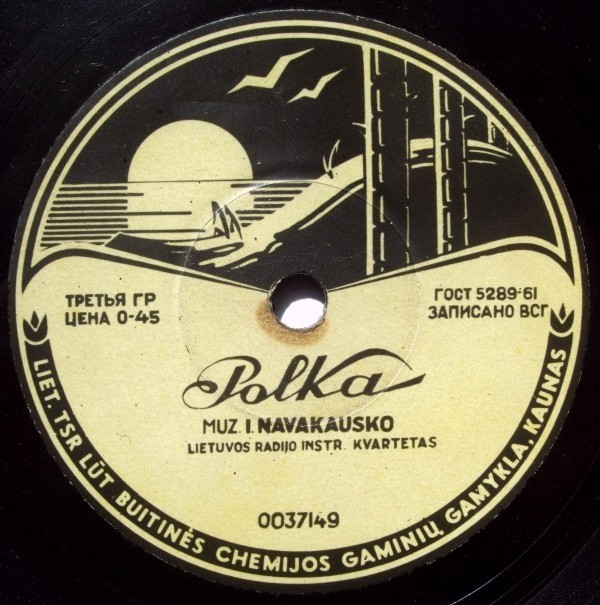 ТРЕТЬЯ ГР
ЦЕНА 0-45
ГОСТ 5289-61
ЗАПИСАНО ВСГ
Polka
MUZ. I. NAVAKAUSKO
LIETUVOS RADIJO INSTR. KVARTETAS
0037149
LIET. TSR LŪT BUITINĖS CHEMIJOS GAMINIŲ, GAMYKLA, KAUNAS